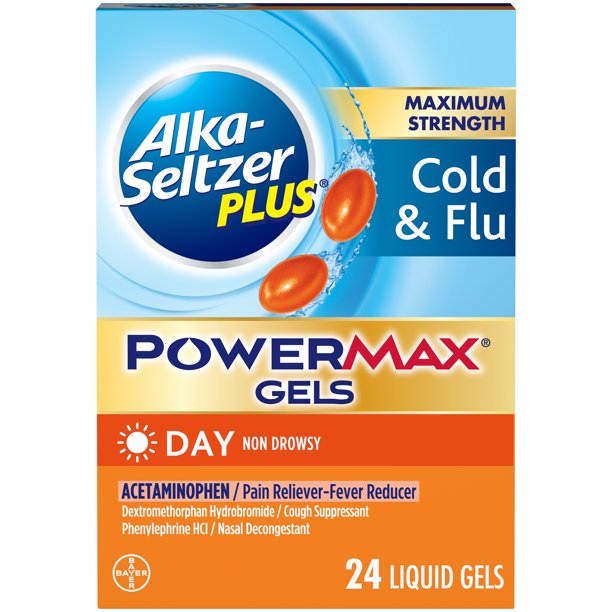 Alka-
Seltzer
PLUS®
MAXIMUM
STRENGTH
Cold
& Flu
POWERMAX®
GELS
DAY NON DROWSY
ACETAMINOPHEN / Pain Reliever-Fever Reducer
Dextromethorphan Hydrobromide / Cough Suppressant
Phenylephrine HCl / Nasal Decongestant
BAYER
BAYER
24 LIQUID GELS